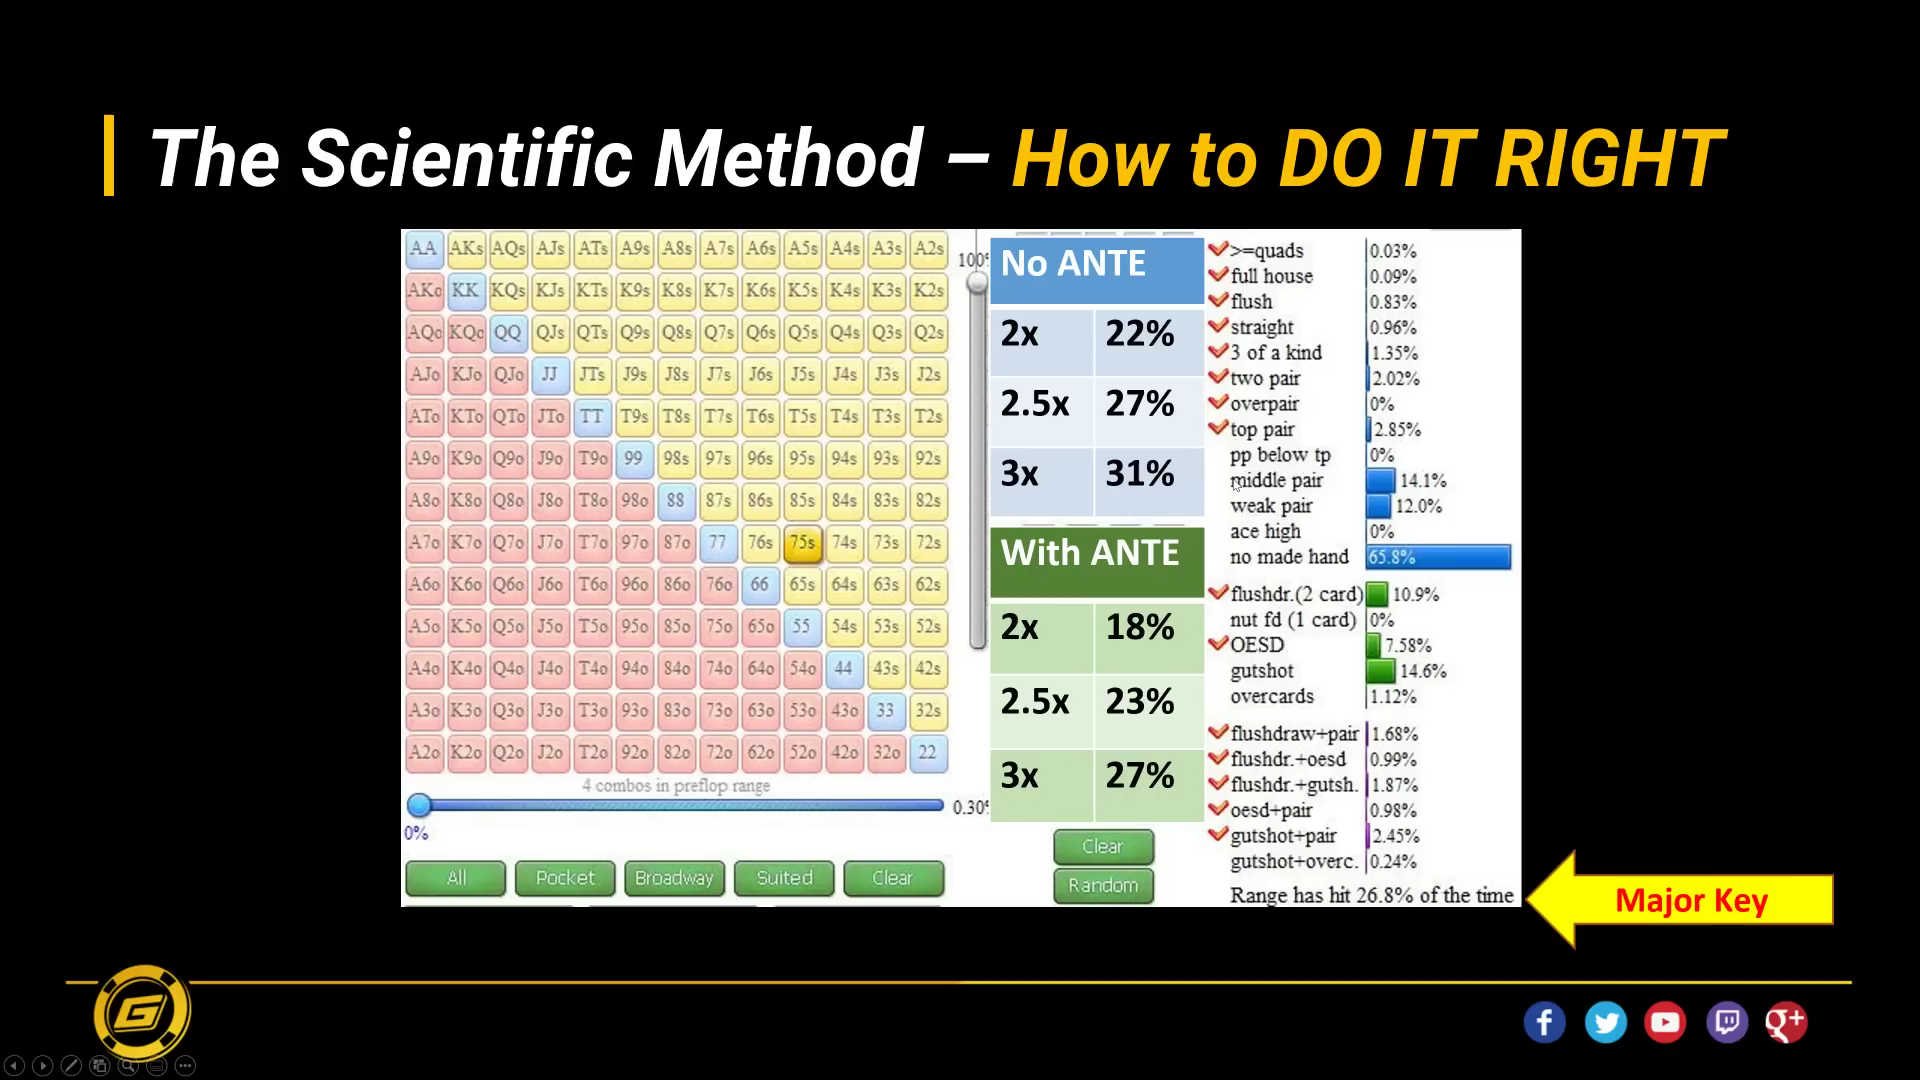 The Scientific Method – How to DO IT RIGHT
AA AKs AQs AJs ATs A9s A8s A7s A6s A5s A4s A3s A2s
AKo KK KQs KJs KTs K9s K8s K7s K6s K5s K4s K3s K2s
AQo KQo QQ QJs QTs Q9s Q8s Q7s Q6s Q5s Q4s Q3s Q2s
AJo KJo QJo JJ JTs J9s J8s J7s J6s J5s J4s J3s J2s
ATo KTo QTo JTo TT T9s T8s T7s T6s T5s T4s T3s T2s
A9o K9o Q9o J9o T9o 99 98s 97s 96s 95s 94s 93s 92s
A8o K8o Q8o J8o T8o 98o 88 87s 86s 85s 84s 83s 82s
A7o K7o Q7o J7o T7o 97o 87o 77 76s 75s 74s 73s 72s
A6o K6o Q6o J6o T6o 96o 86o 76o 66 65s 64s 63s 62s
A5o K5o Q5o J5o T5o 95o 85o 75o 65o 55 54s 53s 52s
A4o K4o Q4o J4o T4o 94o 84o 74o 64o 54o 44 43s 42s
A3o K3o Q3o J3o T3o 93o 83o 73o 63o 53o 43o 33 32s
A2o K2o Q2o J2o T2o 92o 82o 72o 62o 52o 42o 32o 22
4 combos in preflop range
0.30%
0%
All Pocket Broadway Suited Clear
100%
No ANTE
2x 22%
2.5x 27%
3x 31%
With ANTE
2x 18%
2.5x 23%
3x 27%
Clear
Random
>=quads 0.03%
full house 0.09%
flush 0.83%
straight 0.96%
3 of a kind 1.35%
two pair 2.02%
overpair 0%
top pair 2.85%
pp below tp 0%
middle pair 14.1%
weak pair 12.0%
ace high 0%
no made hand 65.8%
flushdr.(2 card) 10.9%
nut fd (1 card) 0%
OESD 7.58%
gutshot 14.6%
overcards 1.12%
flushdraw+pair 1.68%
flushdr.+oesd 0.99%
flushdr.+gutsh. 1.87%
oesd+pair 0.98%
gutshot+pair 2.45%
gutshot+overc. 0.24%
Range has hit 26.8% of the time
Major Key